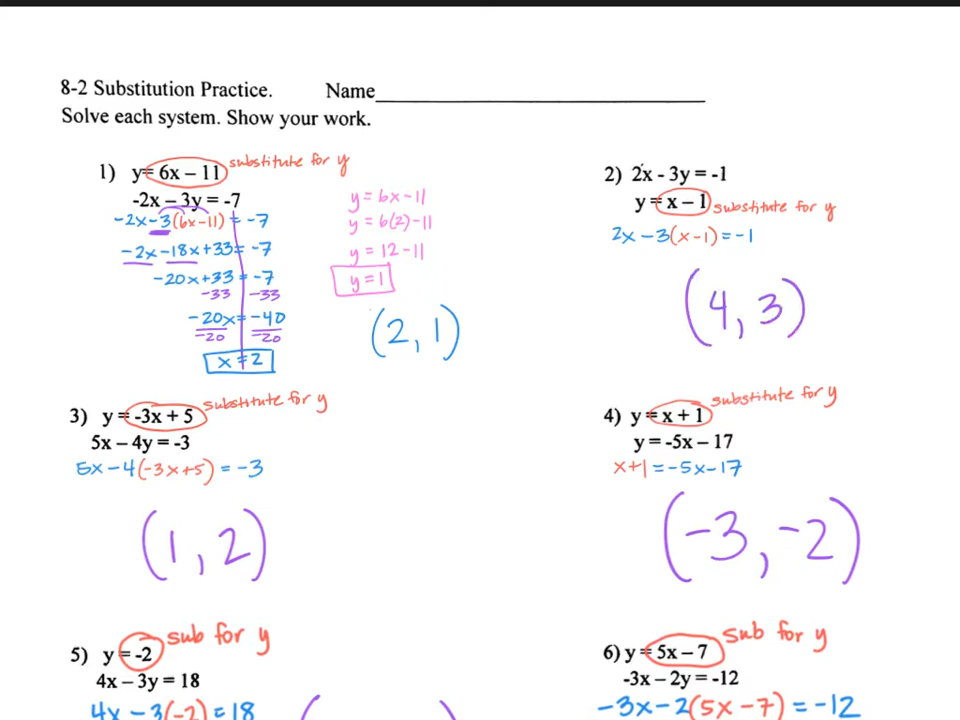 8-2 Substitution Practice. Name
Solve each system. Show your work.
1) y = 6x – 11 substitute for y
-2x – 3y = -7
-2x -3(6x-11) = -7
-2x -18x +33 = -7
-20x +33 = -7
-33 -33
-20x = -40
-20 -20
x = 2
y = 6x -11
y = 6(2) -11
y = 12 -11
y = 1
(2, 1)
2) 2x - 3y = -1
y = x – 1 substitute for y
2x -3(x-1) = -1
(4, 3)
3) y = -3x + 5 substitute for y
5x – 4y = -3
5x -4(-3x+5) = -3
(1, 2)
4) y = x + 1 substitute for y
y = -5x – 17
x+1 = -5x-17
(-3, -2)
5) y = -2 sub for y
4x – 3y = 18
4x -3(-2) = 18
6) y = 5x – 7 sub for y
-3x – 2y = -12
-3x -2(5x -7) = -12